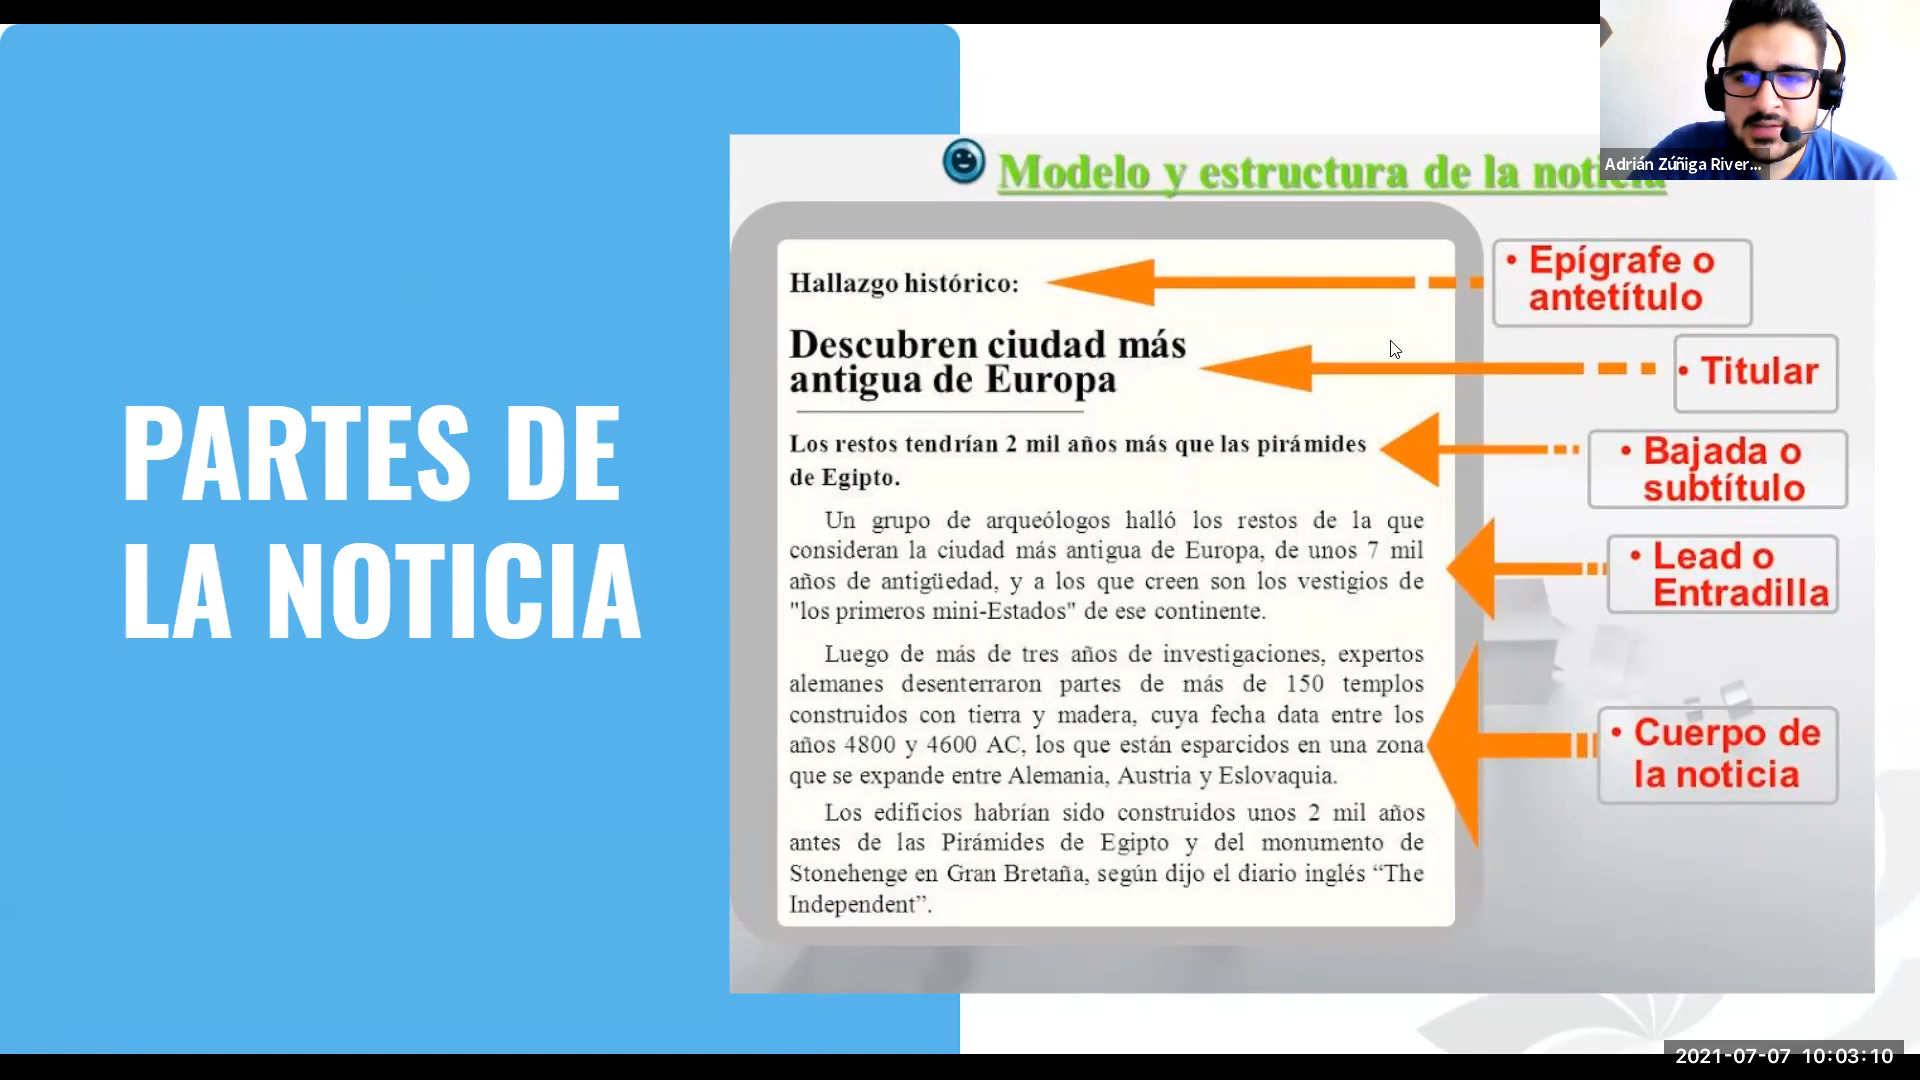 PARTES DE
LA NOTICIA
Modelo y estructura de la noticia
Hallazgo histórico:
Descubren ciudad más
antigua de Europa
Los restos tendrían 2 mil años más que las pirámides
de Egipto.
Un grupo de arqueólogos halló los restos de la que
consideran la ciudad más antigua de Europa, de unos 7 mil
años de antigüedad, y a los que creen son los vestigios de
"los primeros mini-Estados" de ese continente.
Luego de más de tres años de investigaciones, expertos
alemanes desenterraron partes de más de 150 templos
construidos con tierra y madera, cuya fecha data entre los
años 4800 y 4600 AC, los que están esparcidos en una zona
que se expande entre Alemania, Austria y Eslovaquia.
Los edificios habrían sido construidos unos 2 mil años
antes de las Pirámides de Egipto y del monumento de
Stonehenge en Gran Bretaña, según dijo el diario inglés “The
Independent”.
• Epígrafe o
antetítulo
• Titular
• Bajada o
subtítulo
• Lead o
Entradilla
• Cuerpo de
la noticia
Adrián Zúñiga River...
2021-07-07 10:03:10